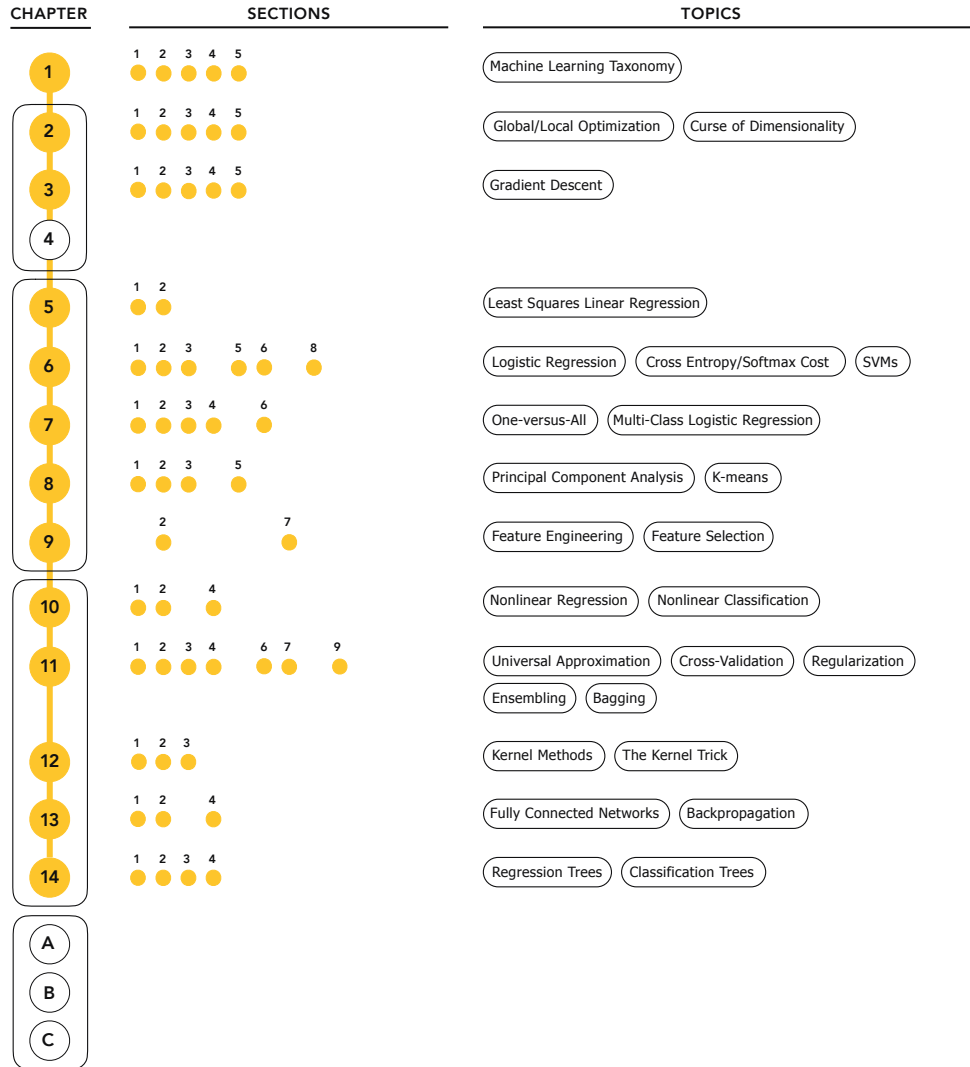 CHAPTER SECTIONS TOPICS
1 2 3 4 5
1 Machine Learning Taxonomy
1 2 3 4 5
2 Global/Local Optimization Curse of Dimensionality
1 2 3 4 5
3 Gradient Descent
4
1 2
5 Least Squares Linear Regression
1 2 3 5 6 8
6 Logistic Regression Cross Entropy/Softmax Cost SVMs
1 2 3 4 6
7 One-versus-All Multi-Class Logistic Regression
1 2 3 5
8 Principal Component Analysis K-means
2 7
9 Feature Engineering Feature Selection
1 2 4
10 Nonlinear Regression Nonlinear Classification
1 2 3 4 6 7 9
11 Universal Approximation Cross-Validation Regularization
Ensembling Bagging
1 2 3
12 Kernel Methods The Kernel Trick
1 2 4
13 Fully Connected Networks Backpropagation
1 2 3 4
14 Regression Trees Classification Trees
A
B
C